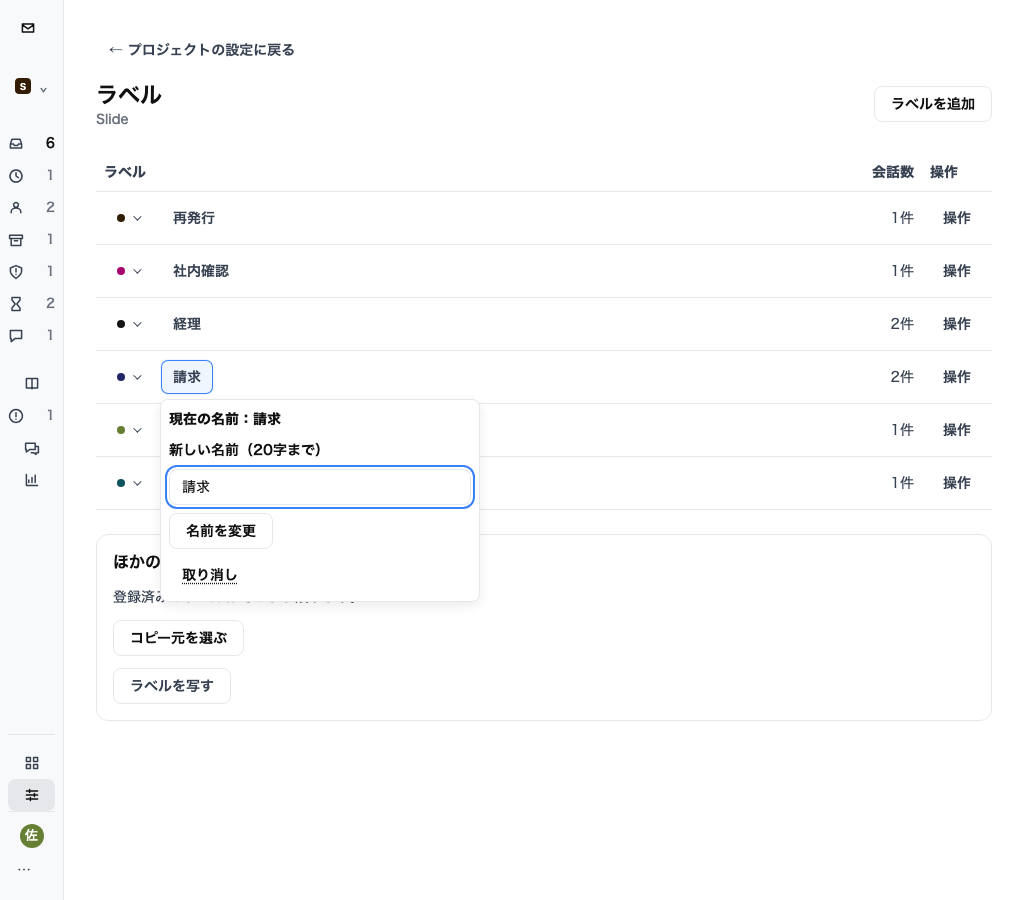 S
6
1
2
1
1
2
1
1
佐
← プロジェクトの設定に戻る
ラベル
Slide
ラベルを追加
ラベル 会話数 操作
再発行 1件 操作
社内確認 1件 操作
経理 2件 操作
請求 2件 操作
1件 操作
1件 操作
現在の名前：請求
新しい名前（20字まで）
請求
名前を変更
取り消し
ほかの
登録済み
コピー元を選ぶ
ラベルを写す